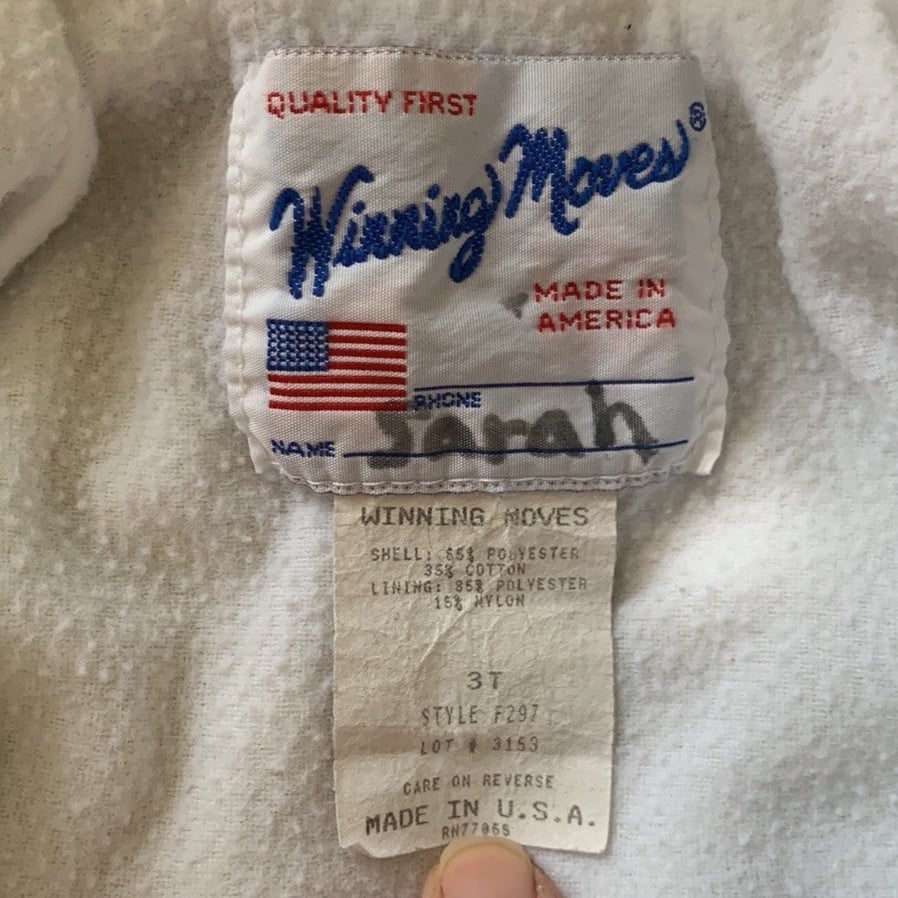 QUALITY FIRST
Winning Moves®
MADE IN
AMERICA
PHONE
NAME Sarah
WINNING MOVES
SHELL: 65% POLYESTER
35% COTTON
LINING: 85% POLYESTER
15% NYLON
3T
STYLE F297
LOT # 3153
CARE ON REVERSE
MADE IN U.S.A.
RN77065